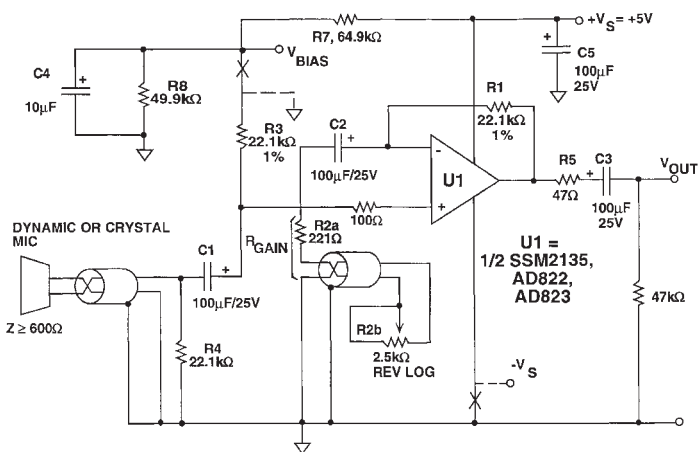 +VS = +5V
R7, 64.9kΩ
VBIAS
C4
10µF
R8
49.9kΩ
C5
100µF
25V
R3
22.1kΩ
1%
C2
100µF/25V
R1
22.1kΩ
1%
U1
R5
47Ω
C3
100µF
25V
VOUT
100Ω
DYNAMIC OR CRYSTAL
MIC
C1
100µF/25V
RGAIN
R2a
221Ω
U1 =
1/2 SSM2135,
AD822,
AD823
Z ≥ 600Ω
R4
22.1kΩ
R2b
2.5kΩ
REV LOG
-VS
47kΩ